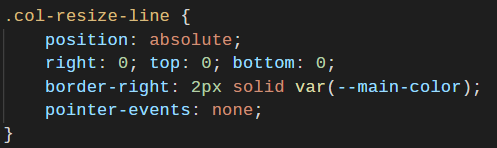 .col-resize-line {
    position: absolute;
    right: 0; top: 0; bottom: 0;
    border-right: 2px solid var(--main-color);
    pointer-events: none;
}